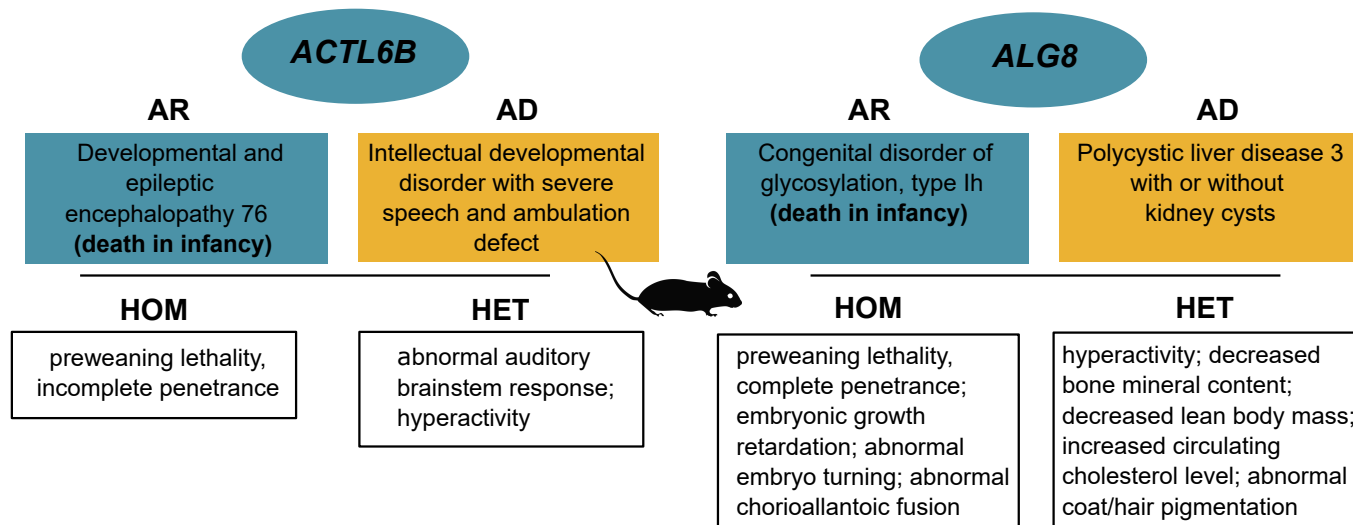 ACTL6B
AR
Developmental and
epileptic
encephalopathy 76
(death in infancy)
AD
Intellectual developmental
disorder with severe
speech and ambulation
defect
HOM
preweaning lethality,
incomplete penetrance
HET
abnormal auditory
brainstem response;
hyperactivity
ALG8
AR
Congenital disorder of
glycosylation, type Ih
(death in infancy)
AD
Polycystic liver disease 3
with or without
kidney cysts
HOM
preweaning lethality,
complete penetrance;
embryonic growth
retardation; abnormal
embryo turning; abnormal
chorioallantoic fusion
HET
hyperactivity; decreased
bone mineral content;
decreased lean body mass;
increased circulating
cholesterol level; abnormal
coat/hair pigmentation